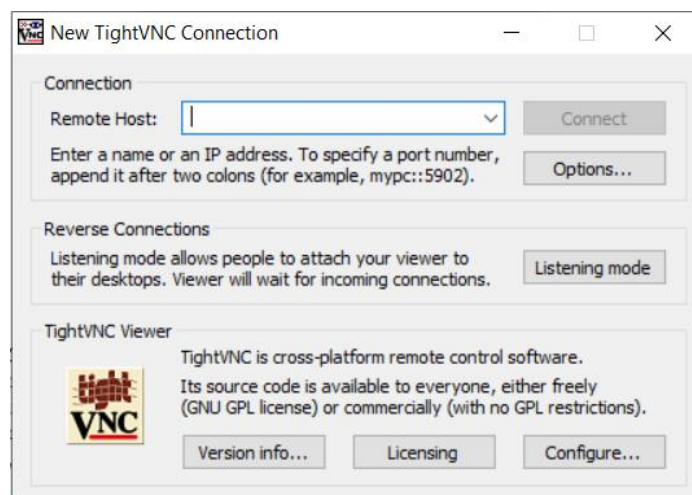 New TightVNC Connection
Connection
Remote Host:
Connect
Enter a name or an IP address. To specify a port number,
append it after two colons (for example, mypc::5902).
Options...
Reverse Connections
Listening mode allows people to attach your viewer to
their desktops. Viewer will wait for incoming connections.
Listening mode
TightVNC Viewer
tight
VNC
TightVNC is cross-platform remote control software.
Its source code is available to everyone, either freely
(GNU GPL license) or commercially (with no GPL restrictions).
Version info...
Licensing
Configure...